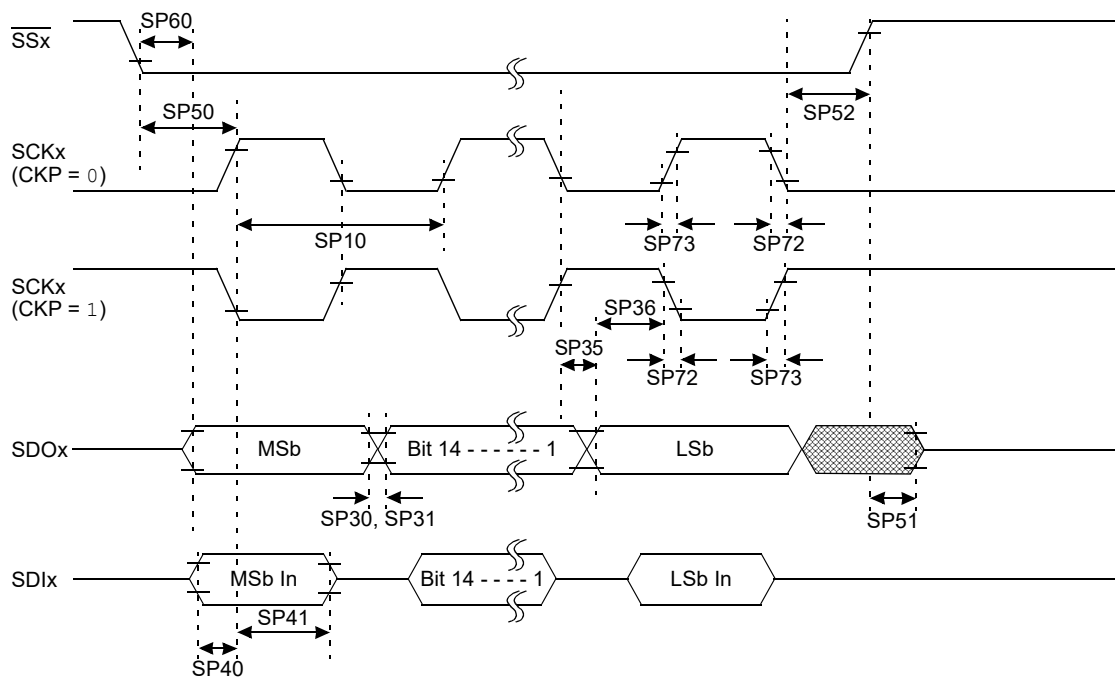 SP60
SSx
SP50
SP52
SCKx
(CKP = 0)
SP10
SP73
SP72
SCKx
(CKP = 1)
SP36
SP35
SP72
SP73
SDOx
MSb
Bit 14 - - - - - - 1
LSb
SP30, SP31
SP51
SDIx
MSb In
Bit 14 - - - - - 1
LSb In
SP41
SP40